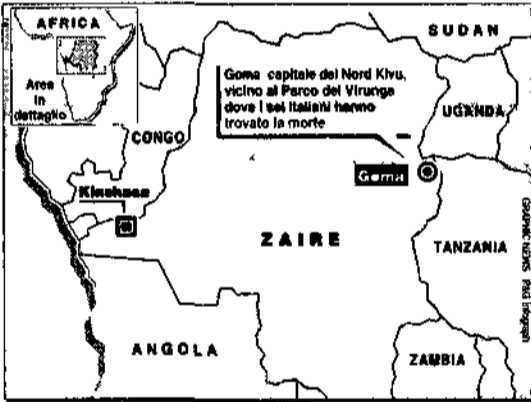 AFRICA
Area
in
dettaglio
SUDAN
Goma capitale del Nord Kivu,
vicino al Parco del Virunga
dove i sei italiani hanno
trovato la morte
UGANDA
CONGO
Kinshasa
Goma
ZAIRE
TANZANIA
ANGOLA
ZAMBIA
GRAPHIC NEWS P&G Infograph